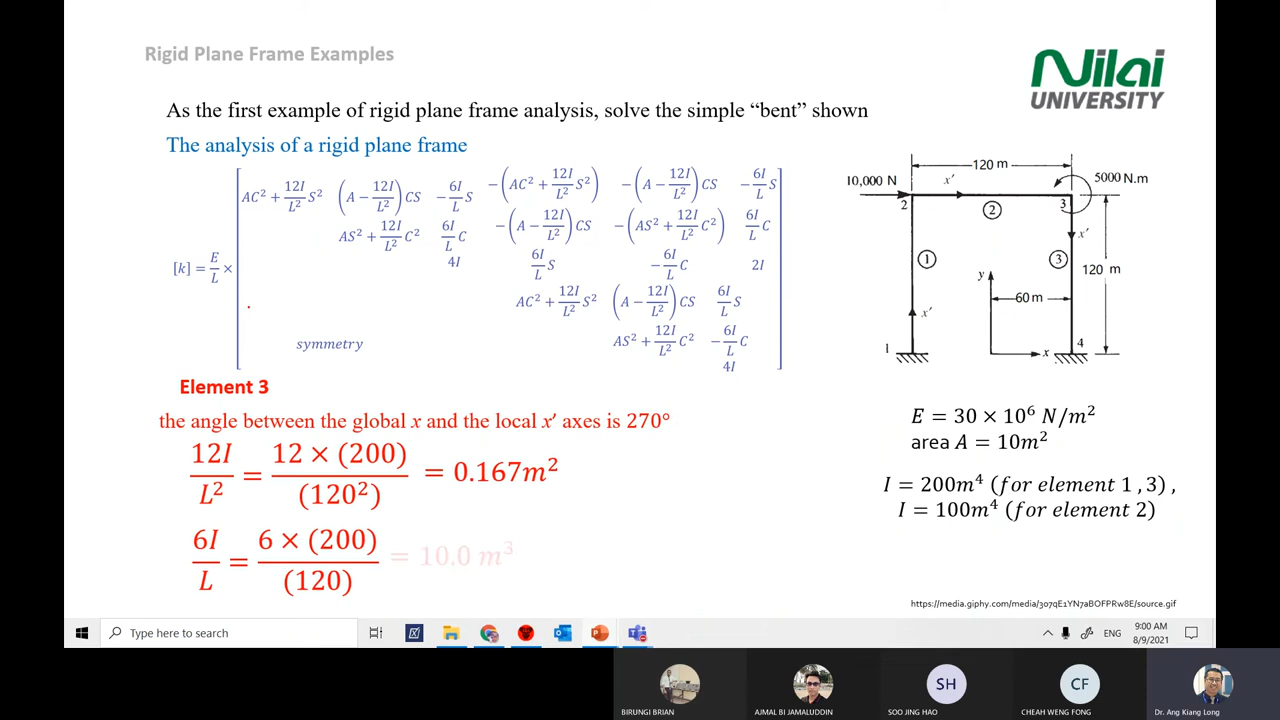 Rigid Plane Frame Examples
Nilai
UNIVERSITY
As the first example of rigid plane frame analysis, solve the simple “bent” shown
The analysis of a rigid plane frame
[k] = E/L ×
AC² + 12I/L² S² (A − 12I/L²) CS − 6I/L S −(AC² + 12I/L² S²) −(A − 12I/L²) CS − 6I/L S
AS² + 12I/L² C² 6I/L C −(A − 12I/L²) CS −(AS² + 12I/L² C²) 6I/L C
4I 6I/L S − 6I/L C 2I
AC² + 12I/L² S² (A − 12I/L²) CS 6I/L S
symmetry AS² + 12I/L² C² − 6I/L C
4I
120 m
10,000 N x′ 5000 N.m
2 2 3
x′
1 3 120 m
y
60 m
x′
1 x 4
Element 3
the angle between the global x and the local x′ axes is 270°
12I/L² = 12 × (200)/(120²) = 0.167m²
6I/L = 6 × (200)/(120) = 10.0 m³
E = 30 × 10⁶ N/m²
area A = 10m²
I = 200m⁴ (for element 1 , 3) ,
I = 100m⁴ (for element 2)
https://media.giphy.com/media/3o7qE1YN7aBOFPRw8E/source.gif
Type here to search
ENG
9:00 AM
8/9/2021
BIRUNGI BRIAN
AJMAL BI JAMALUDDIN
SH
SOO JING HAO
CF
CHEAH WENG FONG
Dr. Ang Kiang Long